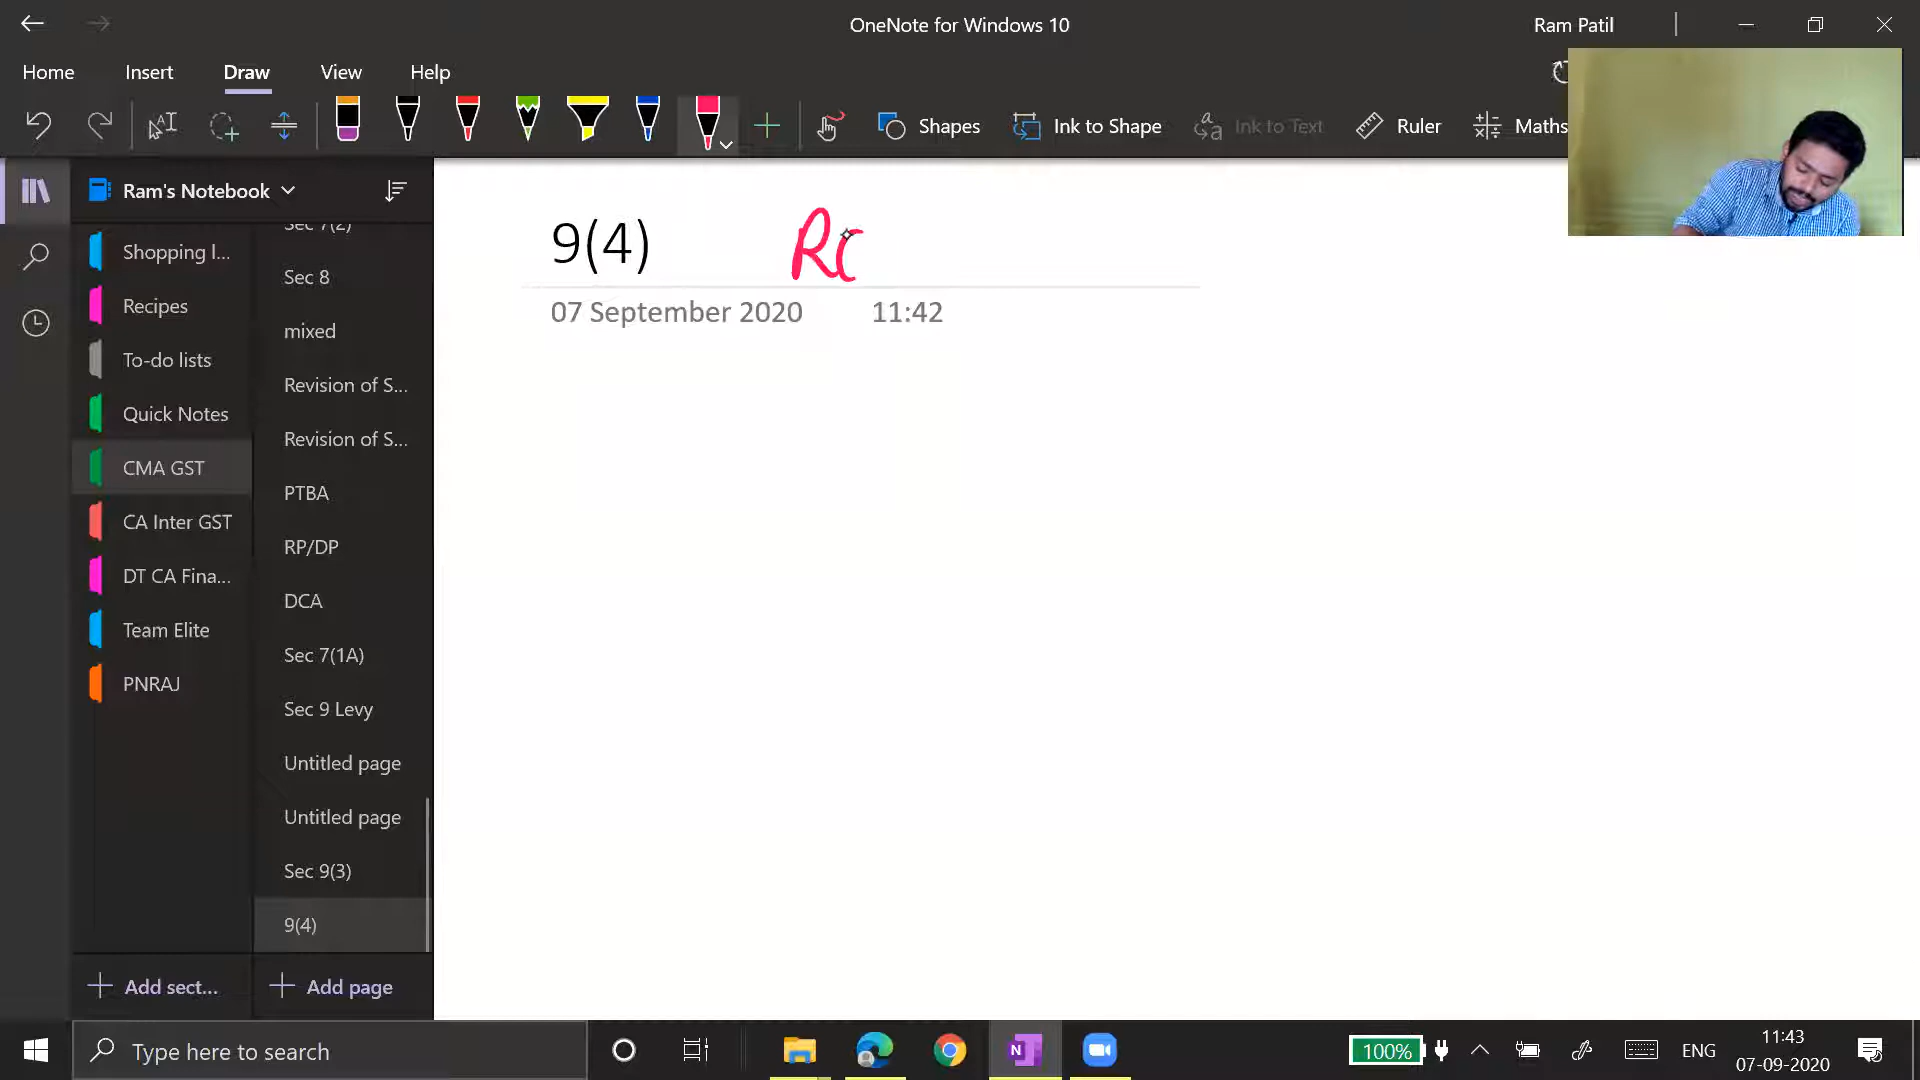 OneNote for Windows 10
Ram Patil
Home Insert Draw View Help
Shapes Ink to Shape Ink to Text Ruler Maths
Ram's Notebook
Shopping l...
Recipes
To-do lists
Quick Notes
CMA GST
CA Inter GST
DT CA Fina...
Team Elite
PNRAJ
Add sect...
Sec 7(2)
Sec 8
mixed
Revision of S...
Revision of S...
PTBA
RP/DP
DCA
Sec 7(1A)
Sec 9 Levy
Untitled page
Untitled page
Sec 9(3)
9(4)
Add page
9(4) RC
07 September 2020 11:42
Type here to search
100%
ENG
11:43
07-09-2020